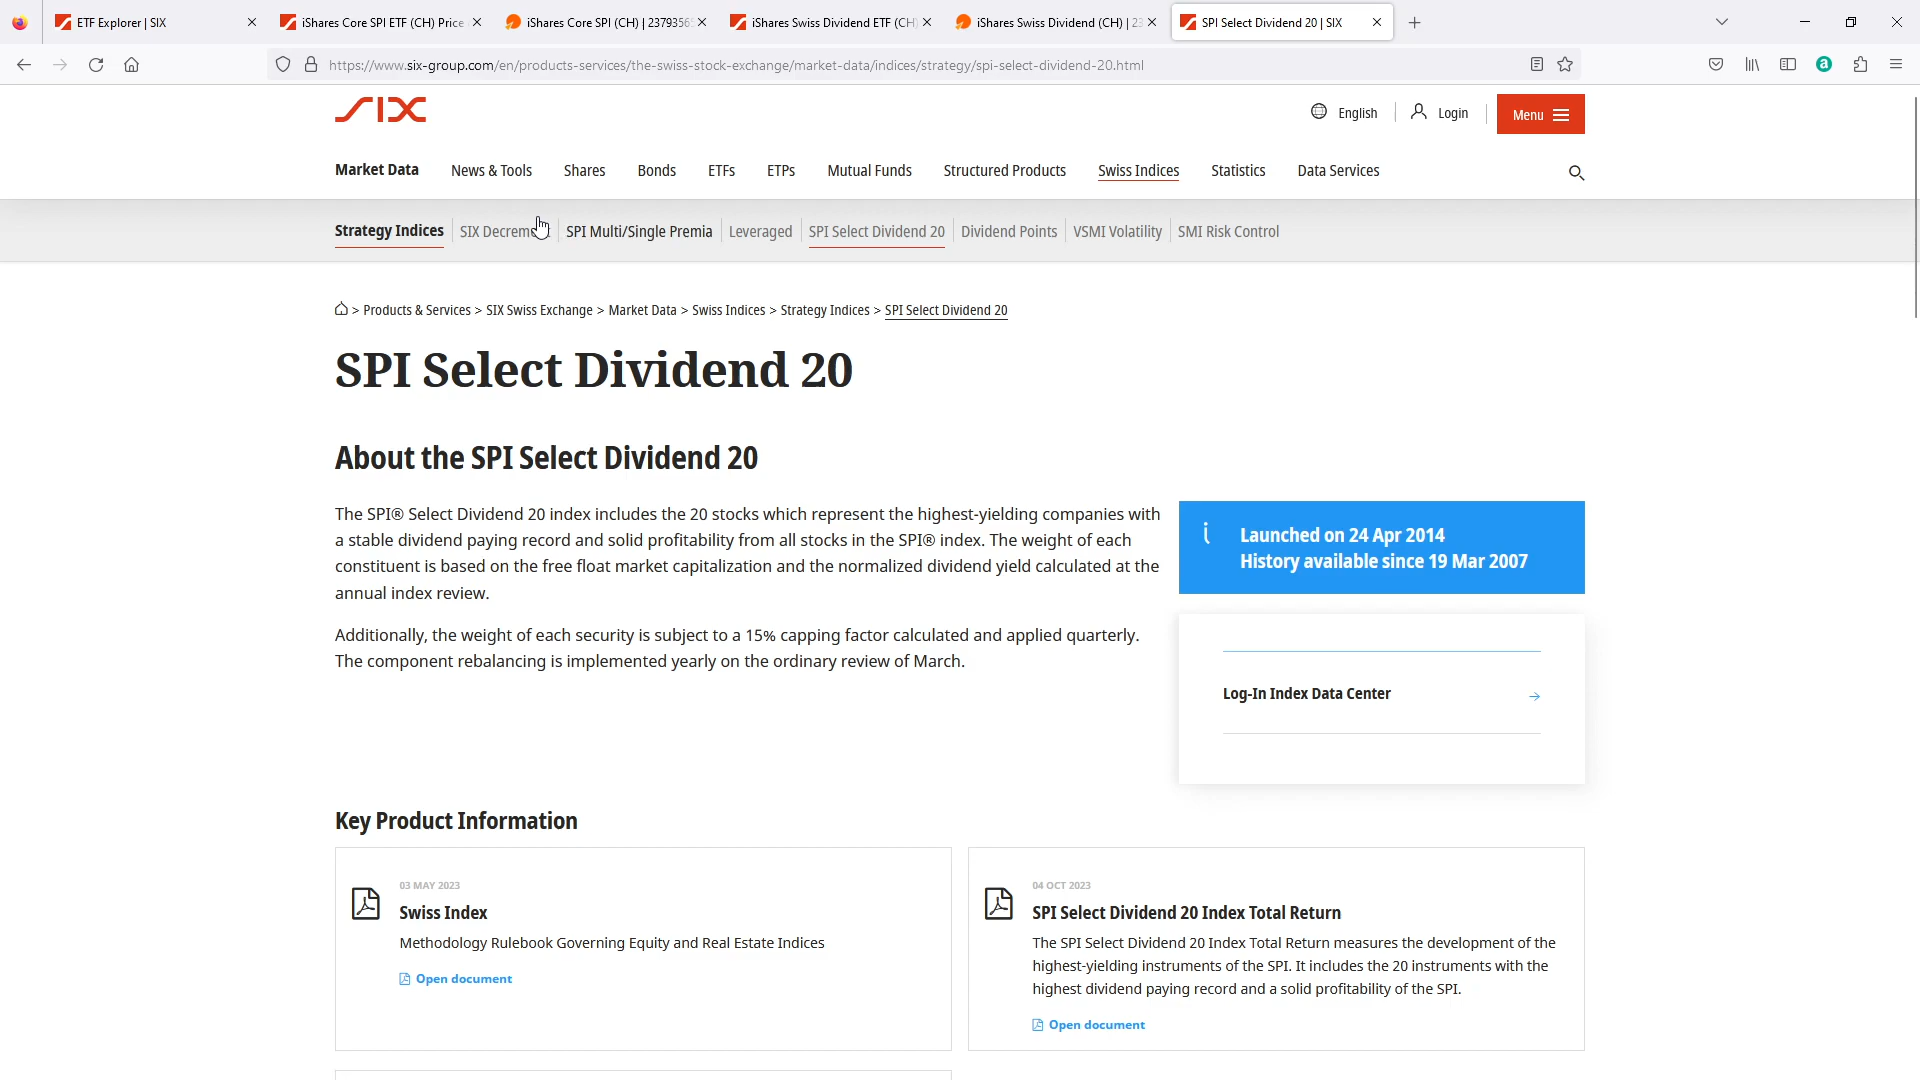 ETF Explorer | SIX
iShares Core SPI ETF (CH) Price
iShares Core SPI (CH) | 2379356
iShares Swiss Dividend ETF (CH
iShares Swiss Dividend (CH) | 23
SPI Select Dividend 20 | SIX
https://www.six-group.com/en/products-services/the-swiss-stock-exchange/market-data/indices/strategy/spi-select-dividend-20.html
SIX
English
Login
Menu
Market Data
News & Tools
Shares
Bonds
ETFs
ETPs
Mutual Funds
Structured Products
Swiss Indices
Statistics
Data Services
Strategy Indices
SIX Decrem
SPI Multi/Single Premia
Leveraged
SPI Select Dividend 20
Dividend Points
VSMI Volatility
SMI Risk Control
> Products & Services > SIX Swiss Exchange > Market Data > Swiss Indices > Strategy Indices > SPI Select Dividend 20
SPI Select Dividend 20
About the SPI Select Dividend 20
The SPI® Select Dividend 20 index includes the 20 stocks which represent the highest-yielding companies with
a stable dividend paying record and solid profitability from all stocks in the SPI® index. The weight of each
constituent is based on the free float market capitalization and the normalized dividend yield calculated at the
annual index review.
Additionally, the weight of each security is subject to a 15% capping factor calculated and applied quarterly.
The component rebalancing is implemented yearly on the ordinary review of March.
Launched on 24 Apr 2014
History available since 19 Mar 2007
Log-In Index Data Center
Key Product Information
03 MAY 2023
Swiss Index
Methodology Rulebook Governing Equity and Real Estate Indices
Open document
04 OCT 2023
SPI Select Dividend 20 Index Total Return
The SPI Select Dividend 20 Index Total Return measures the development of the
highest-yielding instruments of the SPI. It includes the 20 instruments with the
highest dividend paying record and a solid profitability of the SPI.
Open document